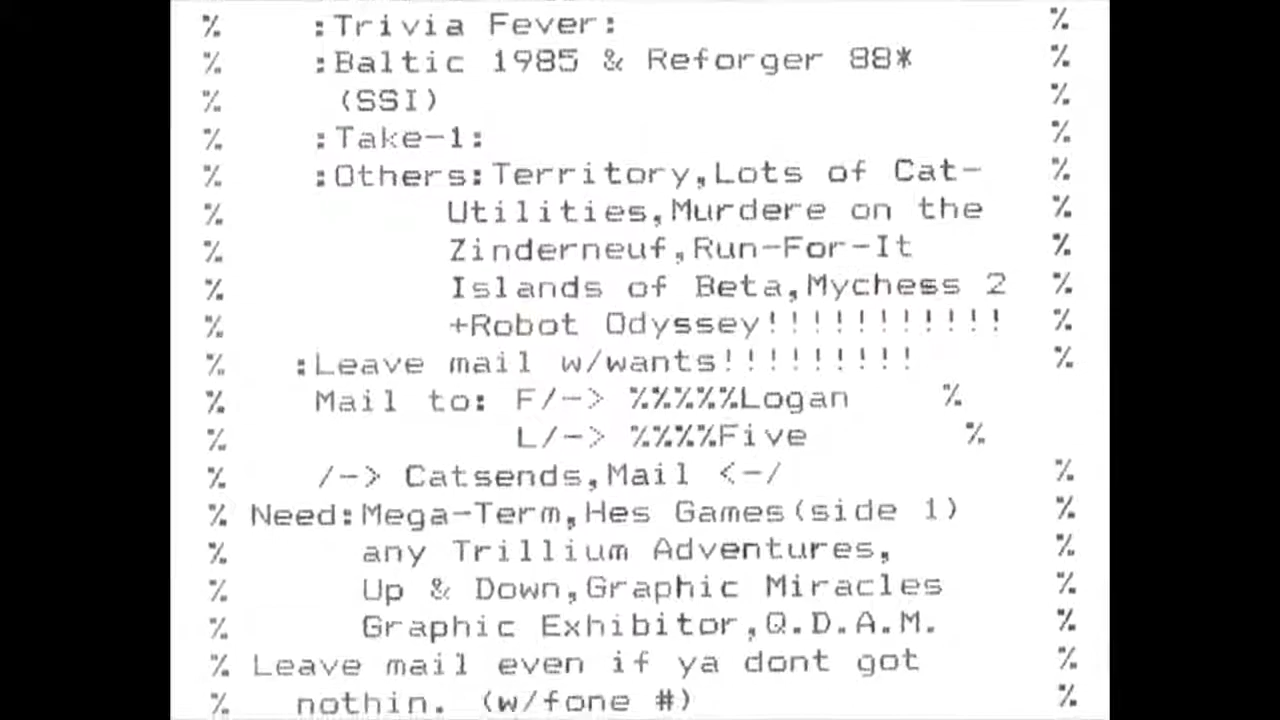 % :Trivia Fever: %
% :Baltic 1985 & Reforger 88* %
% (SSI) %
% :Take-1: %
% :Others:Territory,Lots of Cat- %
% Utilities,Murdere on the %
% Zinderneuf,Run-For-It %
% Islands of Beta,Mychess 2 %
% +Robot Odyssey!!!!!!!!!!! %
% :Leave mail w/wants!!!!!!!!! %
% Mail to: F/-> %%%%%Logan %
% L/-> %%%%Five %
% /-> Catsends,Mail <-/ %
% Need:Mega-Term,Hes Games(side 1) %
% any Trillium Adventures, %
% Up & Down,Graphic Miracles %
% Graphic Exhibitor,Q.D.A.M. %
% Leave mail even if ya dont got %
% nothin. (w/fone #) %